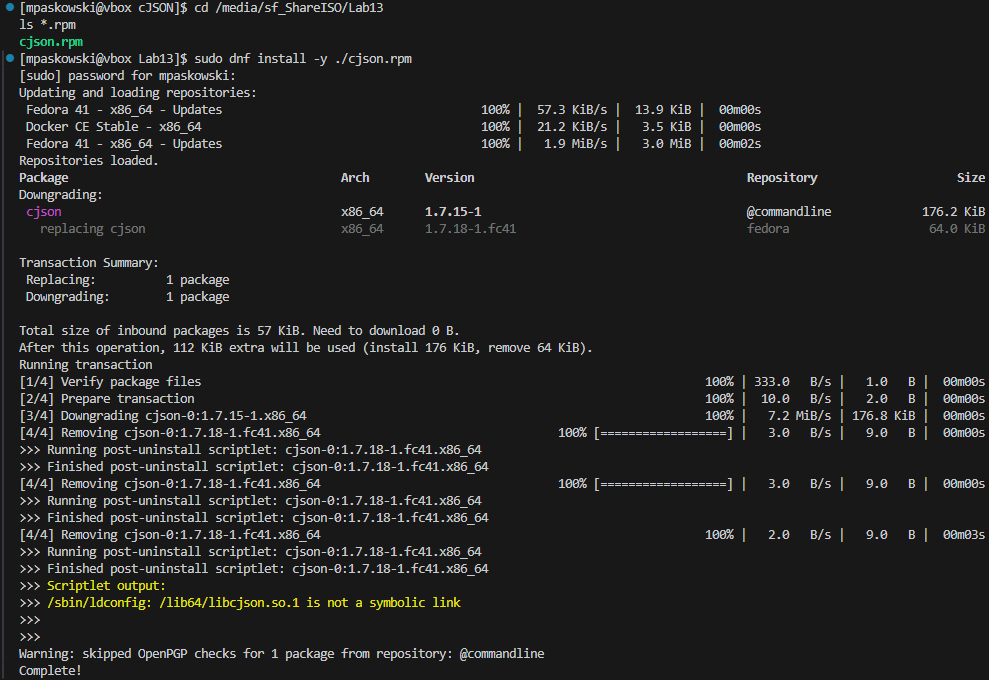 [mpaskowski@vbox cJSON]$ cd /media/sf_ShareISO/Lab13
ls *.rpm
cjson.rpm
[mpaskowski@vbox Lab13]$ sudo dnf install -y ./cjson.rpm
[sudo] password for mpaskowski:
Updating and loading repositories:
 Fedora 41 - x86_64 - Updates 100% | 57.3 KiB/s | 13.9 KiB | 00m00s
 Docker CE Stable - x86_64 100% | 21.2 KiB/s | 3.5 KiB | 00m00s
 Fedora 41 - x86_64 - Updates 100% | 1.9 MiB/s | 3.0 MiB | 00m02s
Repositories loaded.
Package Arch Version Repository Size
Downgrading:
 cjson x86_64 1.7.15-1 @commandline 176.2 KiB
   replacing cjson x86_64 1.7.18-1.fc41 fedora 64.0 KiB
Transaction Summary:
 Replacing: 1 package
 Downgrading: 1 package
Total size of inbound packages is 57 KiB. Need to download 0 B.
After this operation, 112 KiB extra will be used (install 176 KiB, remove 64 KiB).
Running transaction
[1/4] Verify package files 100% | 333.0 B/s | 1.0 B | 00m00s
[2/4] Prepare transaction 100% | 10.0 B/s | 2.0 B | 00m00s
[3/4] Downgrading cjson-0:1.7.15-1.x86_64 100% | 7.2 MiB/s | 176.8 KiB | 00m00s
[4/4] Removing cjson-0:1.7.18-1.fc41.x86_64 100% [==================] | 3.0 B/s | 9.0 B | 00m00s
>>> Running post-uninstall scriptlet: cjson-0:1.7.18-1.fc41.x86_64
>>> Finished post-uninstall scriptlet: cjson-0:1.7.18-1.fc41.x86_64
[4/4] Removing cjson-0:1.7.18-1.fc41.x86_64 100% [==================] | 3.0 B/s | 9.0 B | 00m00s
>>> Running post-uninstall scriptlet: cjson-0:1.7.18-1.fc41.x86_64
>>> Finished post-uninstall scriptlet: cjson-0:1.7.18-1.fc41.x86_64
[4/4] Removing cjson-0:1.7.18-1.fc41.x86_64 100% | 2.0 B/s | 9.0 B | 00m03s
>>> Running post-uninstall scriptlet: cjson-0:1.7.18-1.fc41.x86_64
>>> Finished post-uninstall scriptlet: cjson-0:1.7.18-1.fc41.x86_64
>>> Scriptlet output:
>>> /sbin/ldconfig: /lib64/libcjson.so.1 is not a symbolic link
>>>
>>>
Warning: skipped OpenPGP checks for 1 package from repository: @commandline
Complete!